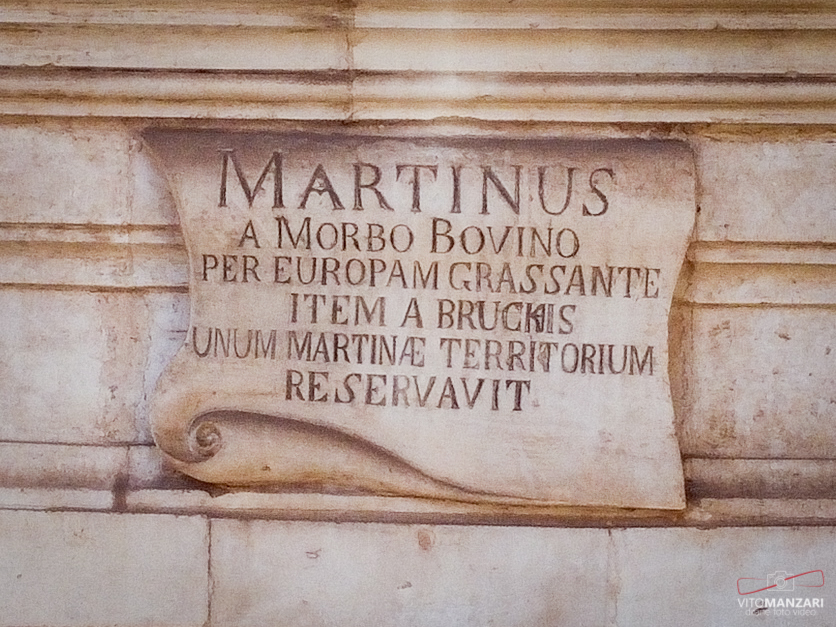 MARTINUS
A MORBO BOVINO
PER EUROPAM GRASSANTE
ITEM A BRUCHIS
UNUM MARTINÆ TERRITORIUM
RESERVAVIT
VITOMANZARI